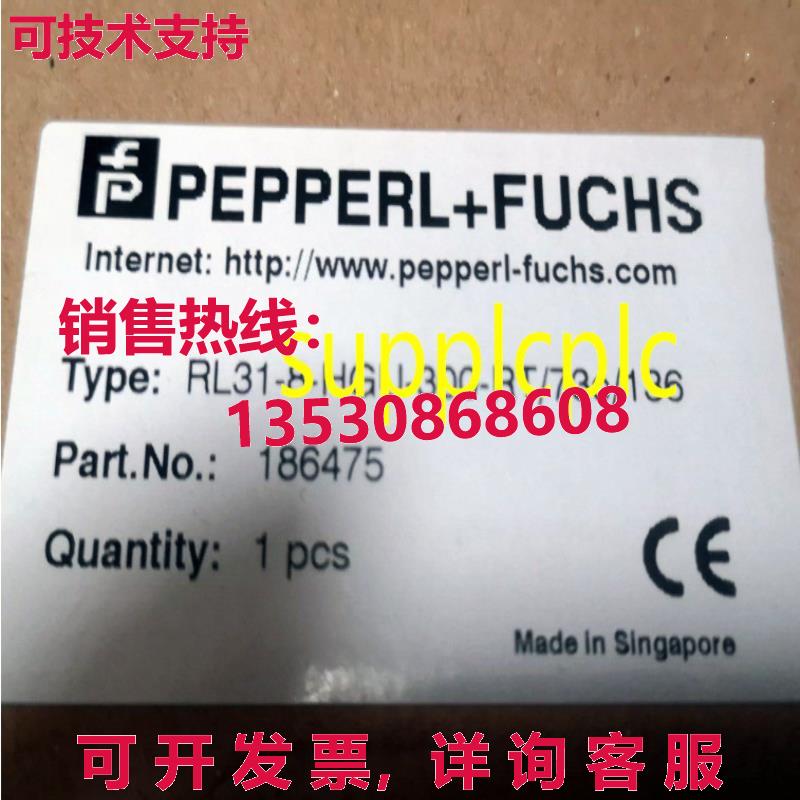 可技术支持
PEPPERL+FUCHS
Internet: http://www.pepperl-fuchs.com
销售热线:
supplcplc
Type:
13530868608
Part.No.: 186475
Quantity: 1 pcs
CE
Made in Singapore
可开发票, 详询客服